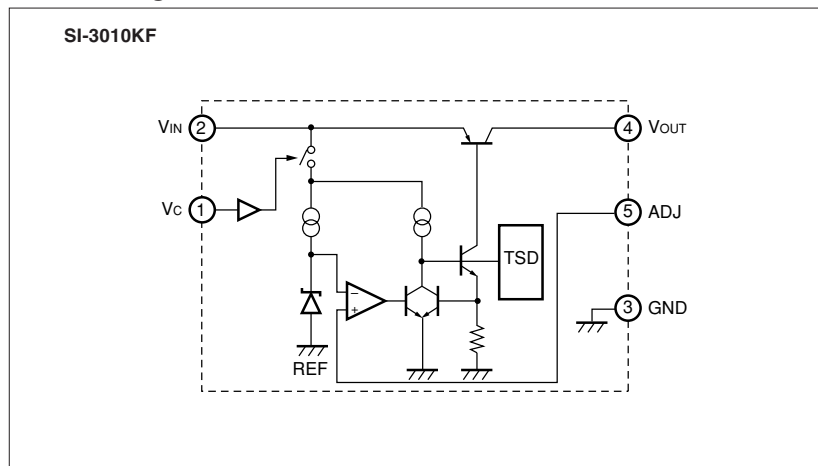 SI-3010KF
VIN 2
4 VOUT
VC 1
5 ADJ
TSD
− 
+
3 GND
REF